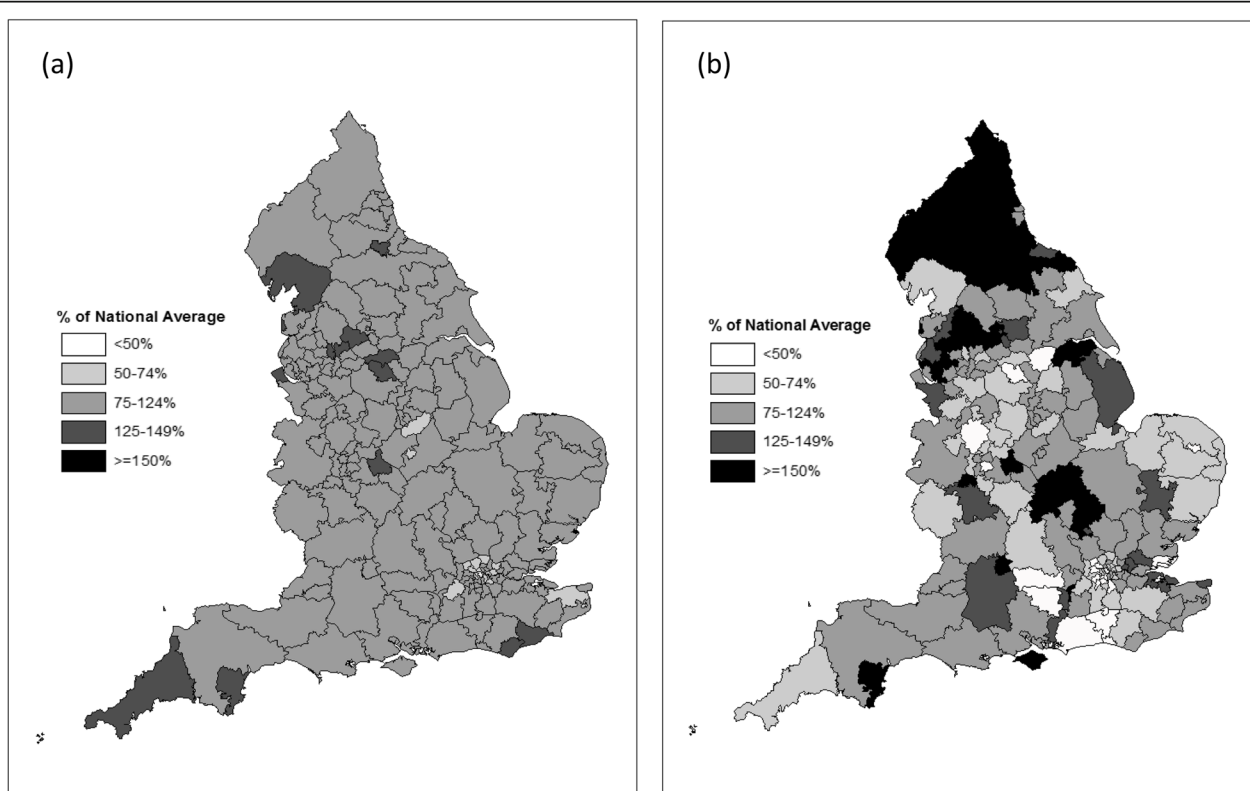 (a)
% of National Average
<50%
50-74%
75-124%
125-149%
>=150%
(b)
% of National Average
<50%
50-74%
75-124%
125-149%
>=150%